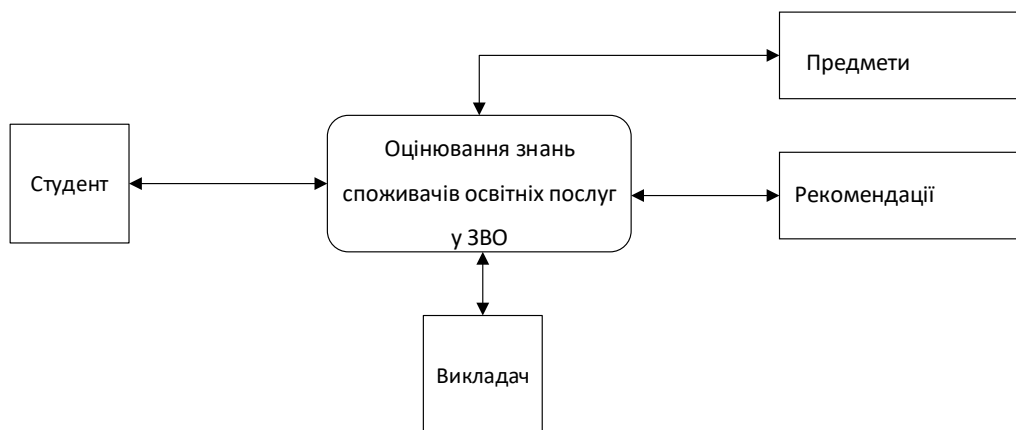 Предмети
Оцінювання знань
споживачів освітніх послуг
у ЗВО
Студент
Рекомендації
Викладач